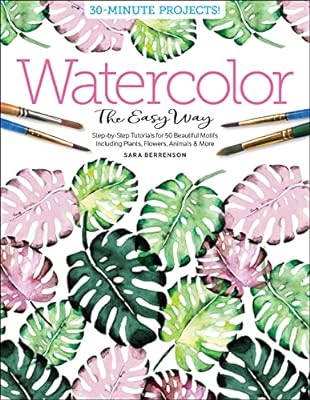 30-MINUTE PROJECTS!
Watercolor
The Easy Way
Step-by-Step Tutorials for 50 Beautiful Motifs
Including Plants, Flowers, Animals & More
SARA BERRENSON